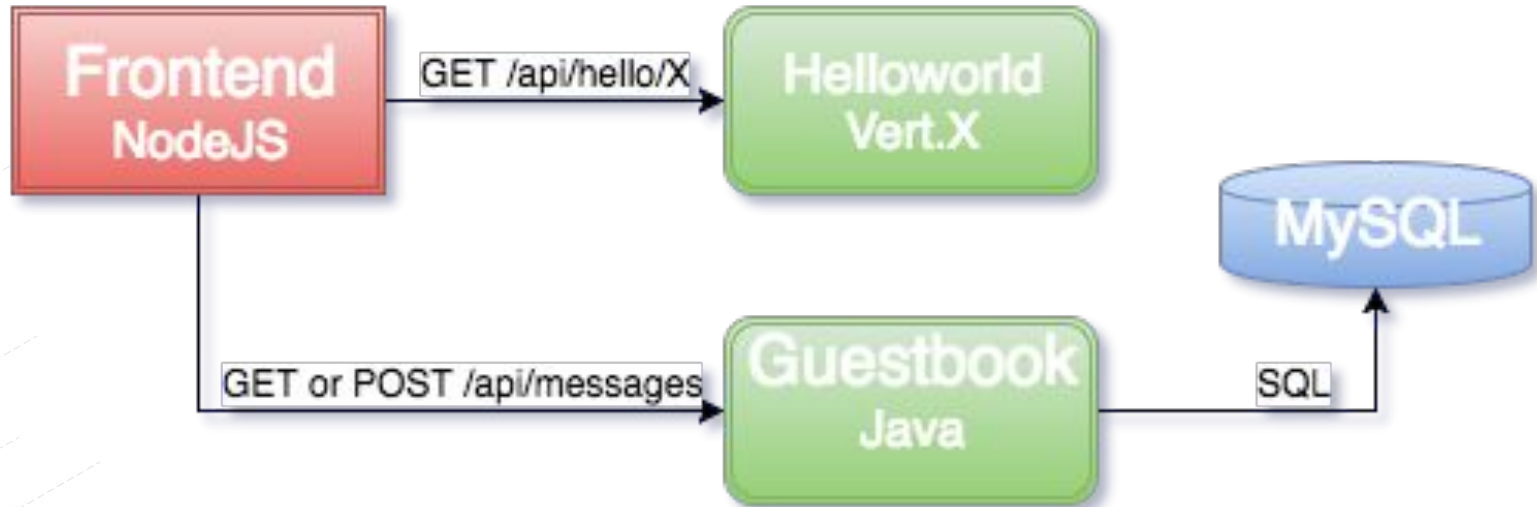 Frontend
NodeJS
GET /api/hello/X
Helloworld
Vert.X
MySQL
GET or POST /api/messages
Guestbook
Java
SQL